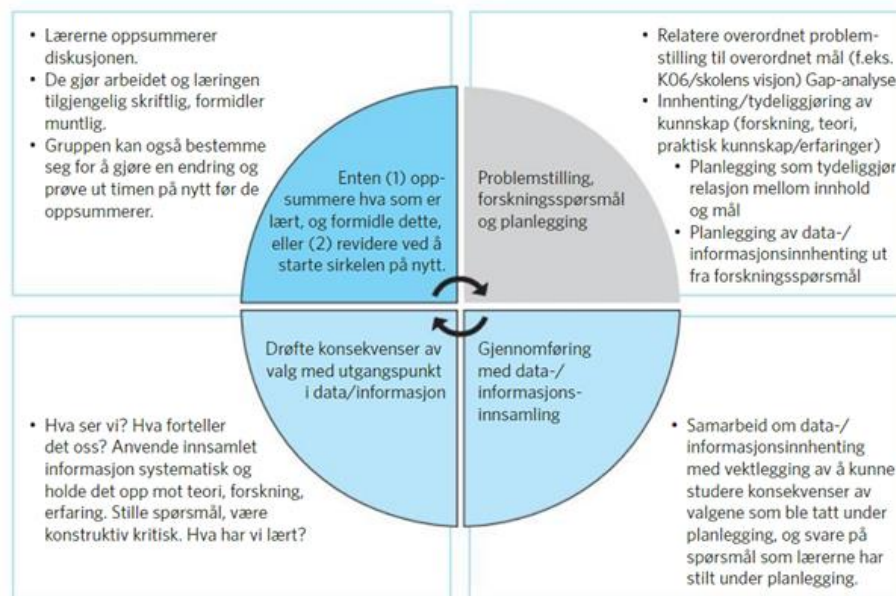 • Lærerne oppsummerer
diskusjonen.
• De gjør arbeidet og læringen
tilgjengelig skriftlig, formidler
muntlig.
• Gruppen kan også bestemme
seg for å gjøre en endring og
prøve ut timen på nytt før de
oppsummerer.
Enten (1) opp-
summere hva som er
lært, og formidle dette,
eller (2) revidere ved å
starte sirkelen på nytt.
Problemstilling,
forskningsspørsmål
og planlegging
• Relatere overordnet problem-
stilling til overordnet mål (f.eks.
K06/skolens visjon) Gap-analyse
• Innhenting/tydeliggjøring av
kunnskap (forskning, teori,
praktisk kunnskap/erfaringer)
• Planlegging som tydeliggjør
relasjon mellom innhold
og mål
• Planlegging av data-/
informasjonsinnhenting ut
fra forskningsspørsmål
Drøfte konsekvenser av
valg med utgangspunkt
i data/informasjon
Gjennomføring
med data-/
informasjons-
innsamling
• Hva ser vi? Hva forteller
det oss? Anvende innsamlet
informasjon systematisk og
holde det opp mot teori, forskning,
erfaring. Stille spørsmål, være
konstruktiv kritisk. Hva har vi lært?
• Samarbeid om data-/
informasjonsinnhenting
med vektlegging av å kunne
studere konsekvenser av
valgene som ble tatt under
planlegging, og svare på
spørsmål som lærerne har
stilt under planlegging.